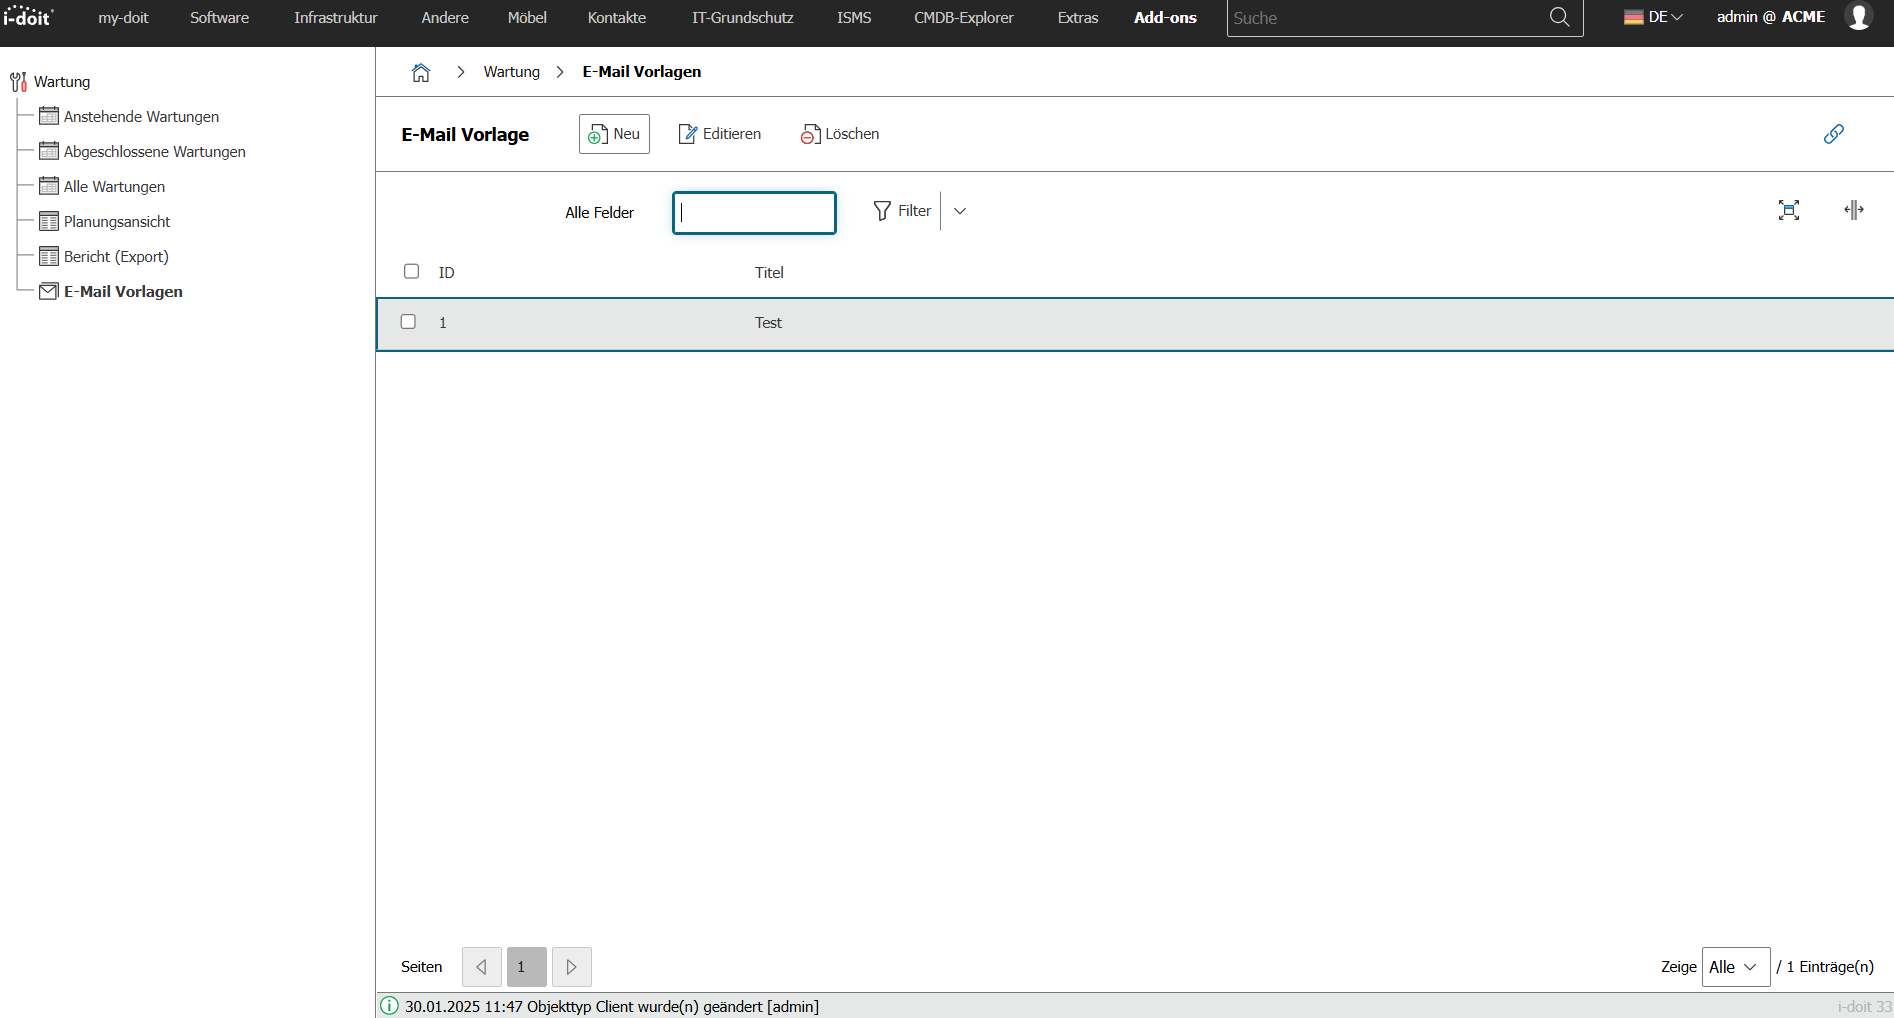 i-doit my-doit Software Infrastruktur Andere Möbel Kontakte IT-Grundschutz ISMS CMDB-Explorer Extras Add-ons Suche DE admin @ ACME
Wartung
Anstehende Wartungen
Abgeschlossene Wartungen
Alle Wartungen
Planungsansicht
Bericht (Export)
E-Mail Vorlagen
Wartung E-Mail Vorlagen
E-Mail Vorlage Neu Editieren Löschen
Alle Felder Filter
ID Titel
1 Test
Seiten 1 Zeige Alle / 1 Einträge(n)
30.01.2025 11:47 Objekttyp Client wurde(n) geändert [admin] i-doit 33